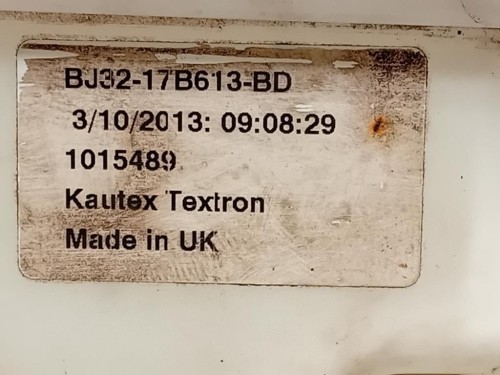 BJ32-17B613-BD
3/10/2013: 09:08:29
1015489
Kautex Textron
Made in UK